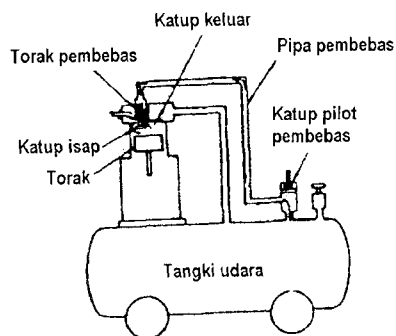 Katup keluar
Torak pembebas
Pipa pembebas
Katup pilot
pembebas
Katup isap
Torak
Tangki udara